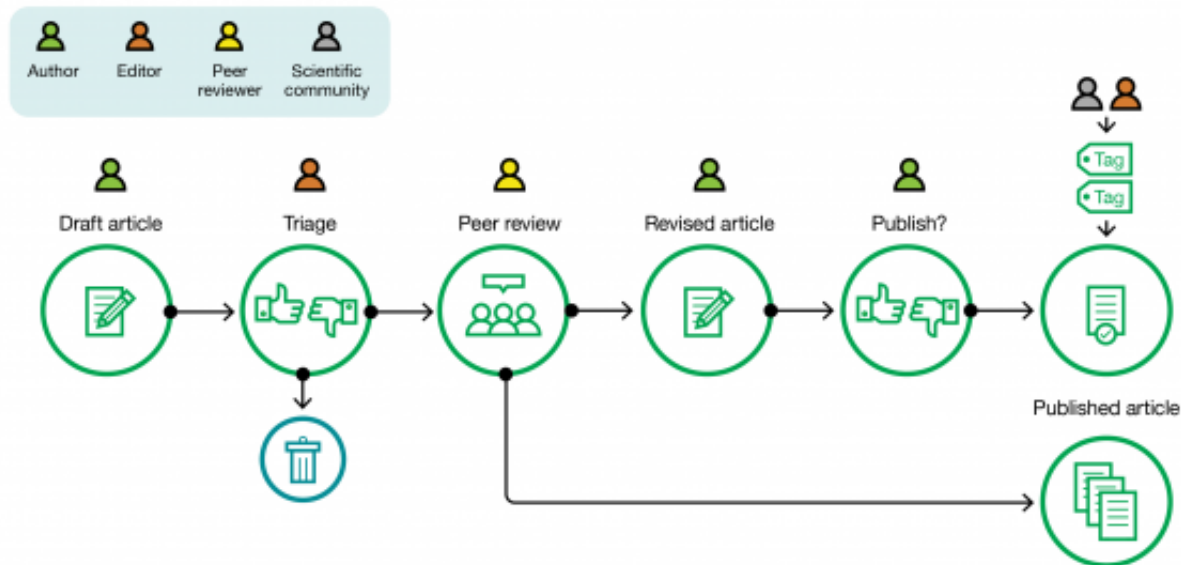 Author
Editor
Peer
reviewer
Scientific
community
Tag
Tag
Draft article
Triage
Peer review
Revised article
Publish?
Published article